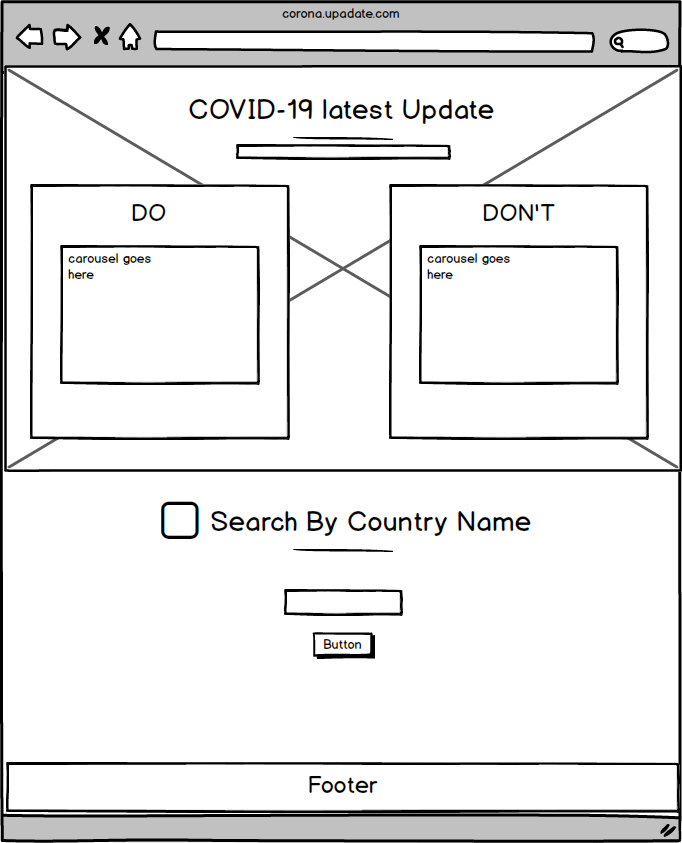 corona.upadate.com
COVID-19 latest Update
DO
DON'T
carousel goes
here
carousel goes
here
Search By Country Name
Button
Footer